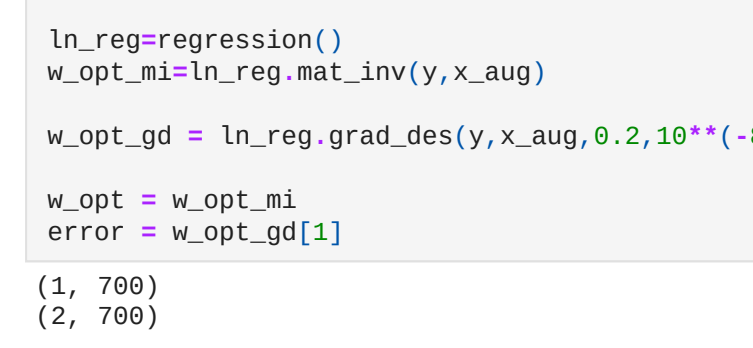 ln_reg=regression()
w_opt_mi=ln_reg.mat_inv(y,x_aug)
w_opt_gd = ln_reg.grad_des(y,x_aug,0.2,10**(-8
w_opt = w_opt_mi
error = w_opt_gd[1]
(1, 700)
(2, 700)